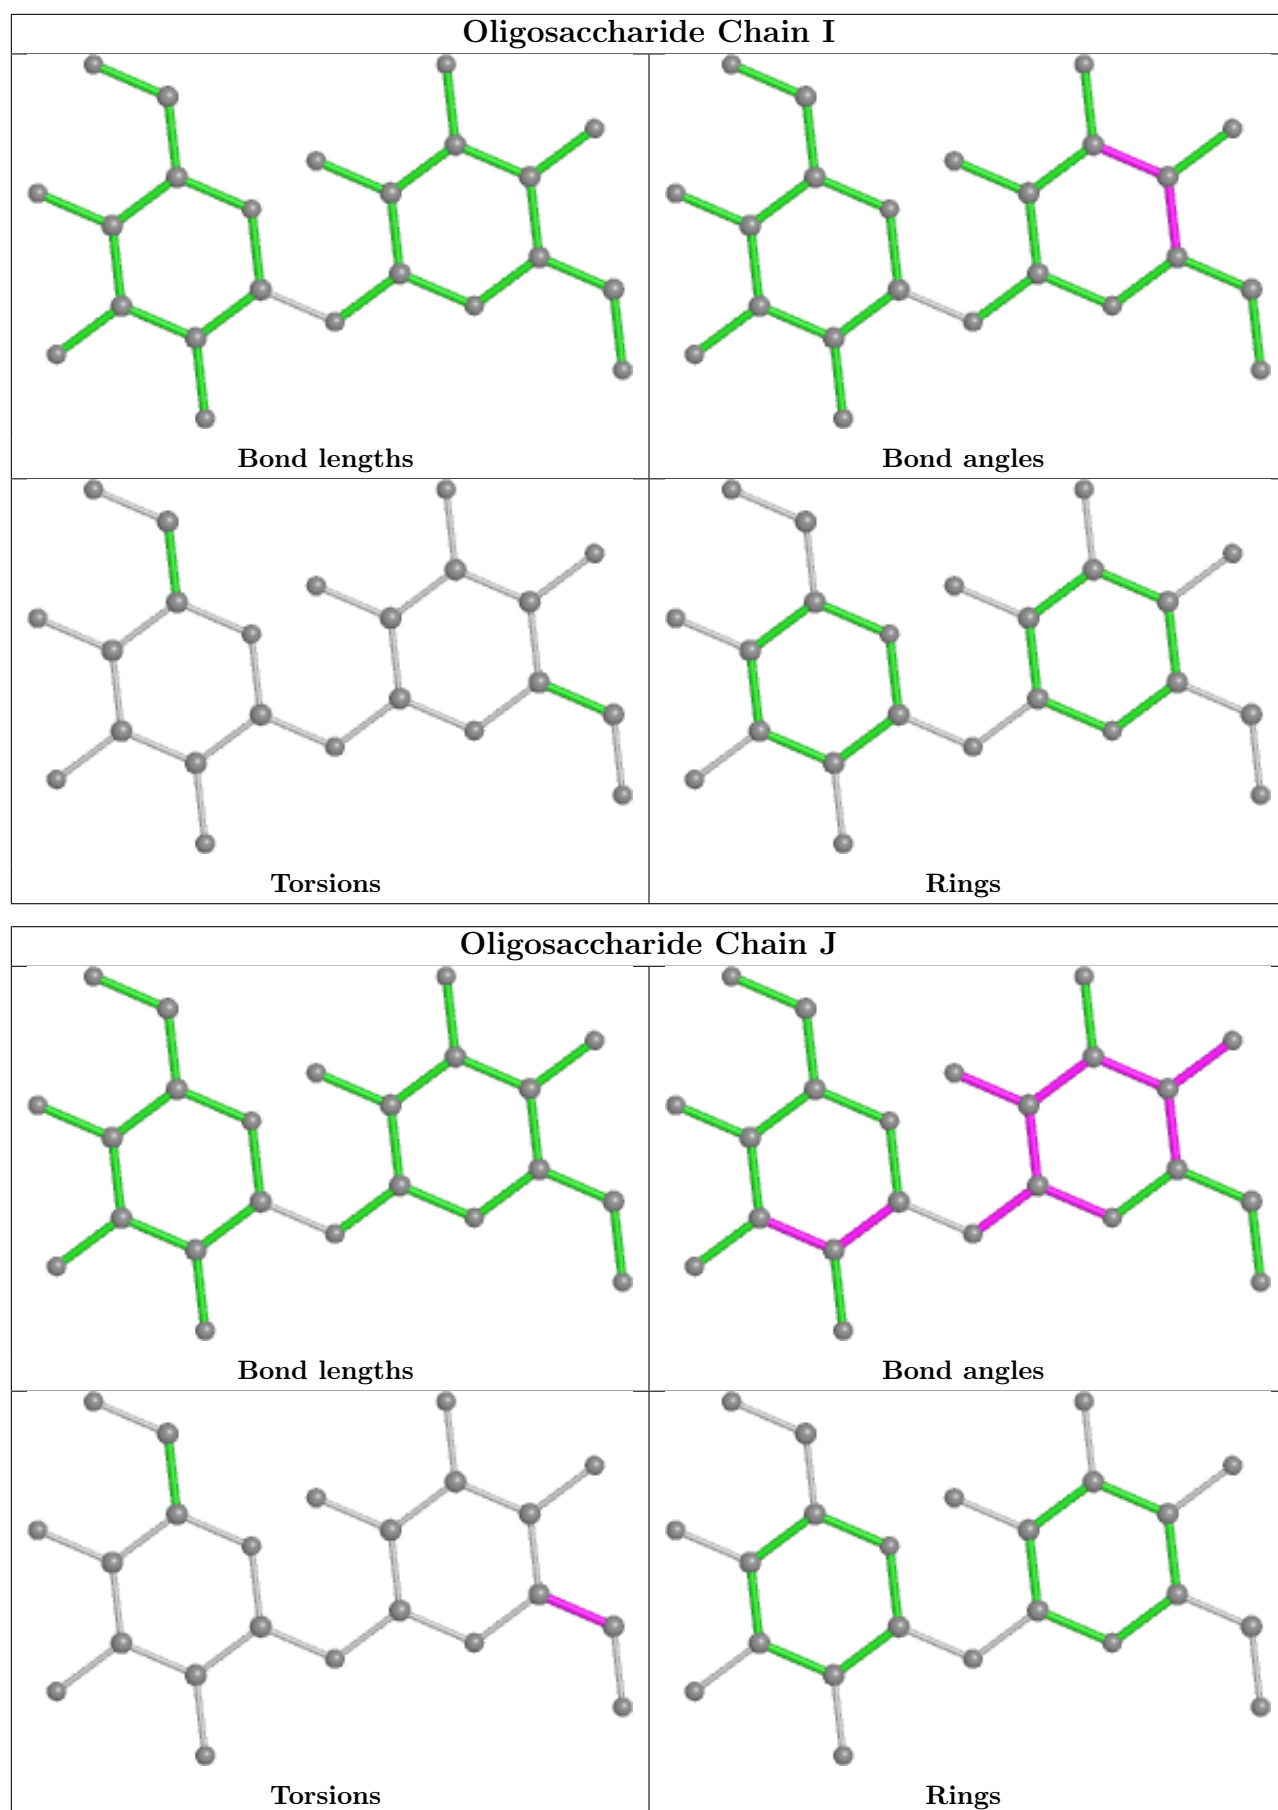 Oligosaccharide Chain I
Bond lengths
Bond angles
Torsions
Rings
Oligosaccharide Chain J
Bond lengths
Bond angles
Torsions
Rings